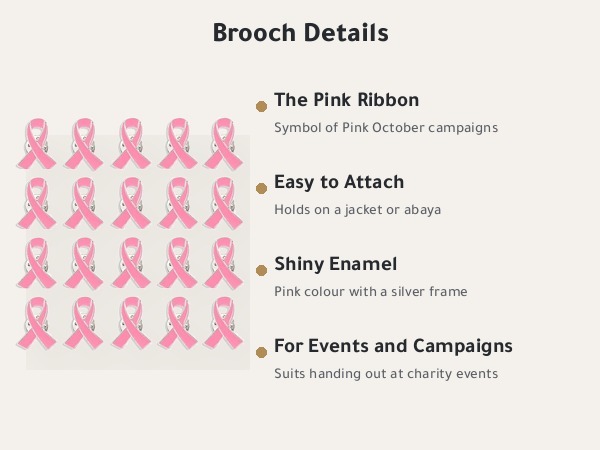 Brooch Details
The Pink Ribbon
Symbol of Pink October campaigns
Easy to Attach
Holds on a jacket or abaya
Shiny Enamel
Pink colour with a silver frame
For Events and Campaigns
Suits handing out at charity events